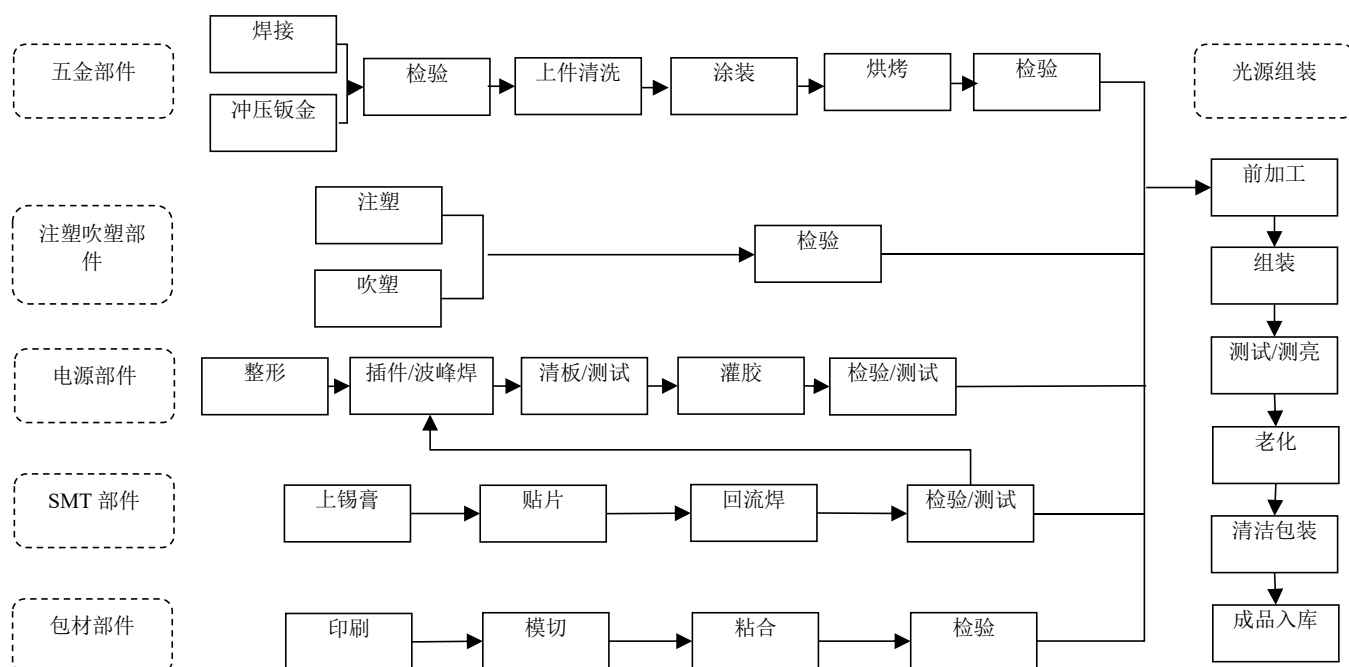 焊接
五金部件
检验
上件清洗
涂装
烘烤
检验
光源组装
冲压钣金
前加工
注塑
注塑吹塑部
件
检验
吹塑
组装
电源部件
整形
插件/波峰焊
清板/测试
灌胶
检验/测试
测试/测亮
老化
SMT 部件
上锡膏
贴片
回流焊
检验/测试
清洁包装
包材部件
印刷
模切
粘合
检验
成品入库